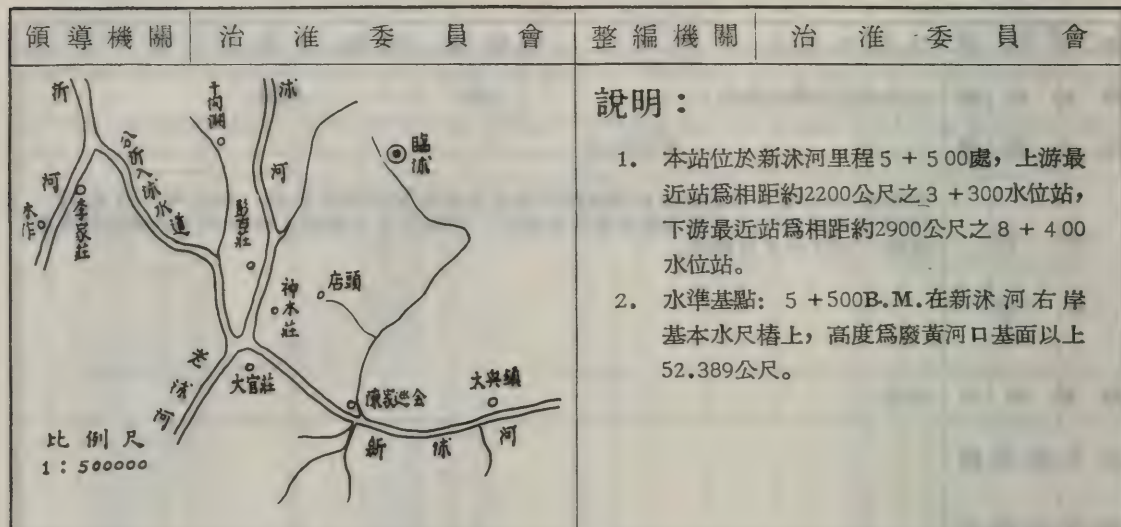 領導機關 治淮委員會 整編機關 治淮委員會
說明：
1. 本站位於新沭河里程5+500處，上游最
近站爲相距約2200公尺之3+300水位站，
下游最近站爲相距約2900公尺之8+400
水位站。
2. 水準基點：5+500B.M.在新沭河右岸
基本水尺樁上，高度爲廢黃河口基面以上
52.389公尺。
沂
河
分沂入沭水道
李家莊
沭
河
臨沭
店頭
神木莊
大官莊
老沭河
大興鎮
新沭河
比例尺
1:500000